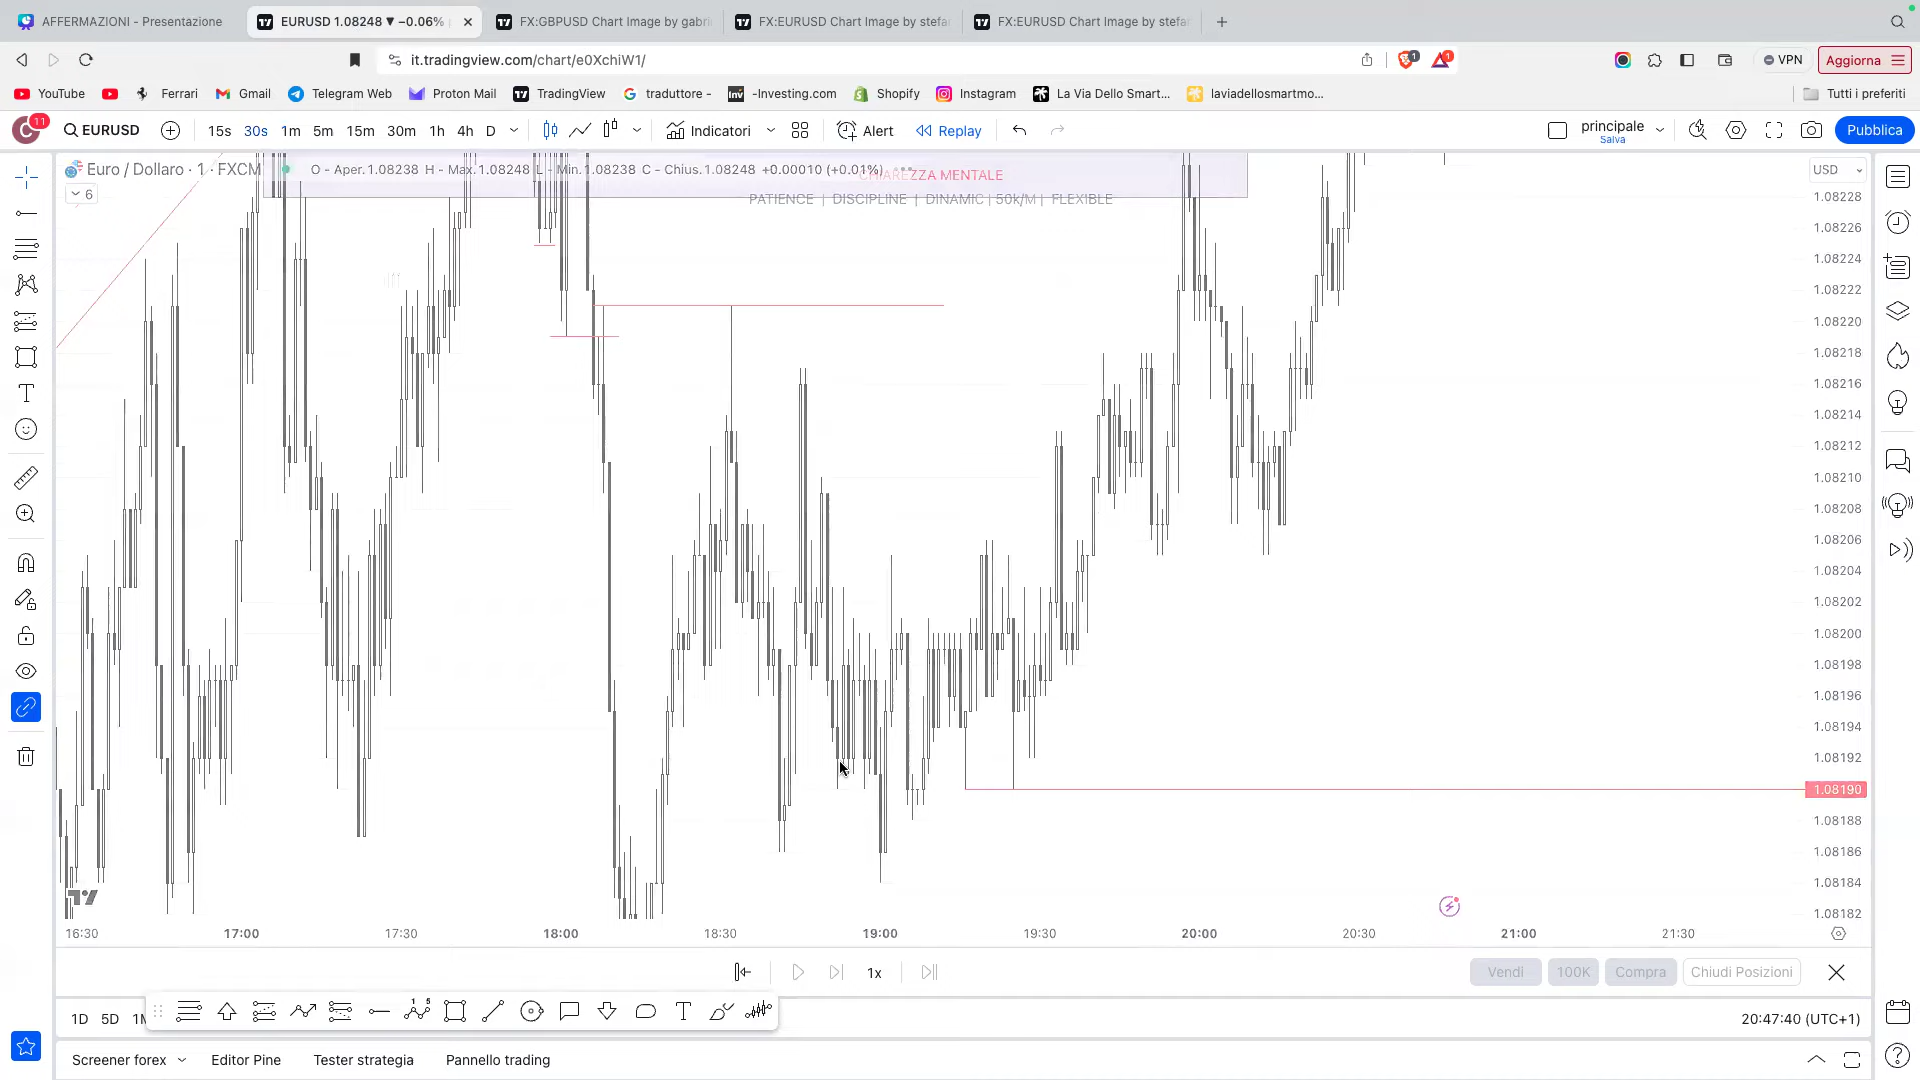 AFFERMAZIONI - Presentazione
EURUSD 1.08248 ▼ −0.06%
FX:GBPUSD Chart Image by gabri
FX:EURUSD Chart Image by stefa
FX:EURUSD Chart Image by stefa
it.tradingview.com/chart/e0XchiW1/
1
1
VPN
Aggiorna
YouTube
Ferrari
Gmail
Telegram Web
Proton Mail
TradingView
traduttore -
-Investing.com
Shopify
Instagram
La Via Dello Smart...
laviadellosmartmo...
Tutti i preferiti
C
11
EURUSD
15s
30s
1m
5m
15m
30m
1h
4h
D
Indicatori
Alert
Replay
principale
Salva
Pubblica
Euro / Dollaro · 1 · FXCM
O - Aper.1.08238 H - Max.1.08248 L - Min.1.08238 C - Chius.1.08248 +0.00010 (+0.01%)
6
CHIAREZZA MENTALE
PATIENCE | DISCIPLINE | DINAMIC | 50k/M | FLEXIBLE
USD
1.08228
1.08226
1.08224
1.08222
1.08220
1.08218
1.08216
1.08214
1.08212
1.08210
1.08208
1.08206
1.08204
1.08202
1.08200
1.08198
1.08196
1.08194
1.08192
1.08190
1.08188
1.08186
1.08184
1.08182
16:30
17:00
17:30
18:00
18:30
19:00
19:30
20:00
20:30
21:00
21:30
1x
Vendi
100K
Compra
Chiudi Posizioni
1D
5D
20:47:40 (UTC+1)
Screener forex
Editor Pine
Tester strategia
Pannello trading